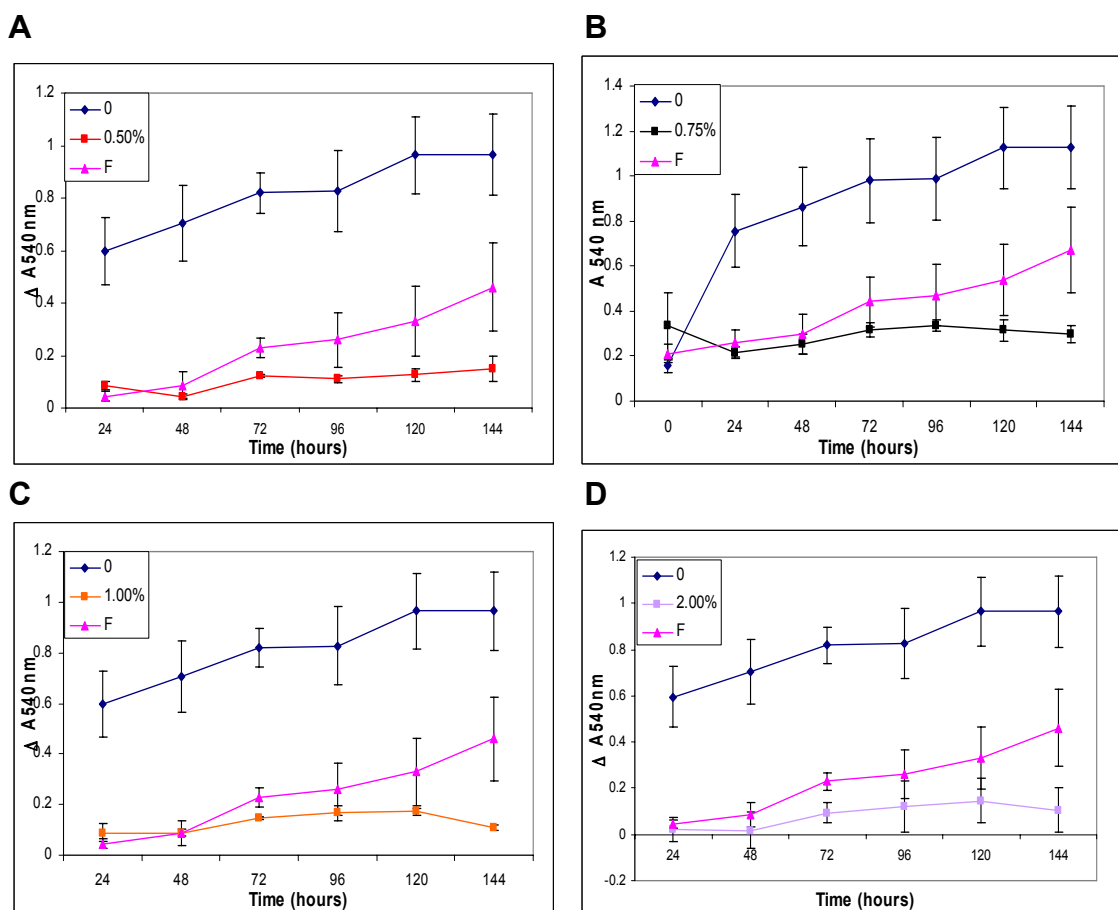 A
1.2
1
0.8
0.6
0.4
0.2
0
Δ A540nm
0
0.50%
F
24 48 72 96 120 144
Time (hours)
B
1.4
1.2
1
0.8
0.6
0.4
0.2
0
A 540 nm
0
0.75%
F
0 24 48 72 96 120 144
Time (hours)
C
1.2
1
0.8
0.6
0.4
0.2
0
Δ A540nm
0
1.00%
F
24 48 72 96 120 144
Time (hours)
D
1.2
1
0.8
0.6
0.4
0.2
0
-0.2
Δ A540nm
0
2.00%
F
24 48 72 96 120 144
Time (hours)